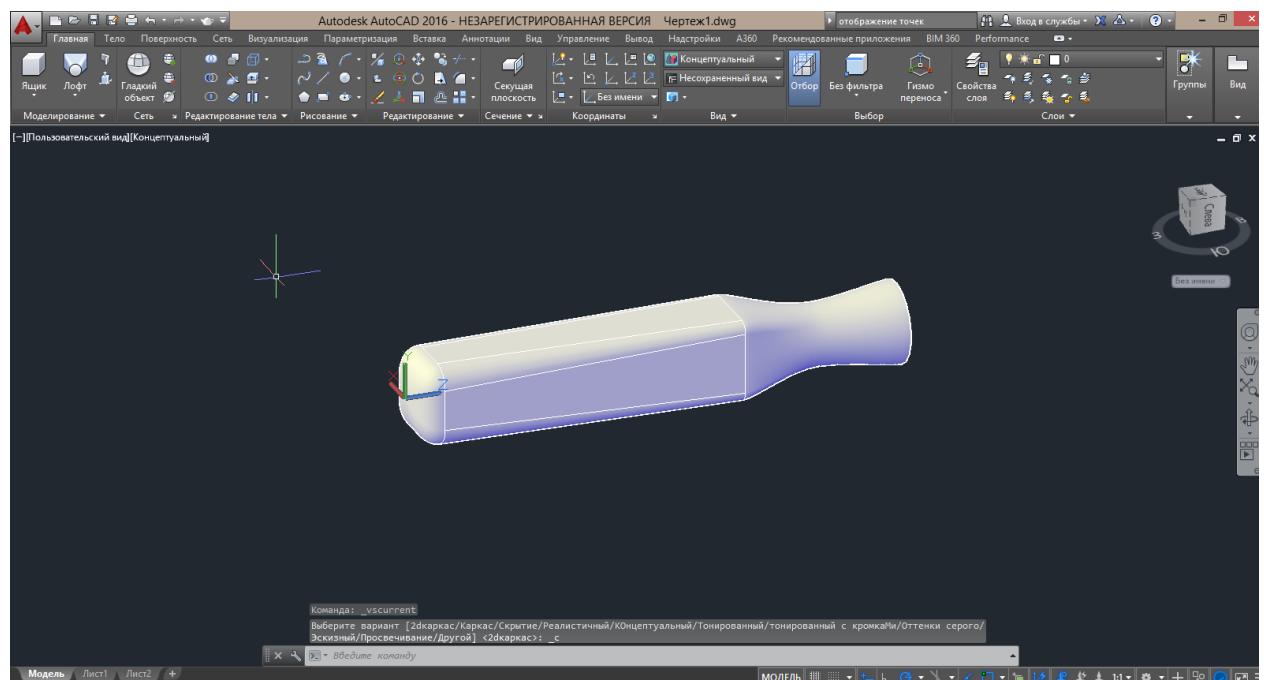 Autodesk AutoCAD 2016 - НЕЗАРЕГИСТРИРОВАННАЯ ВЕРСИЯ Чертеж1.dwg
отображение точек
Вход в службы
Главная Тело Поверхность Сеть Визуализация Параметризация Вставка Аннотации Вид Управление Вывод Надстройки A360 Рекомендованные приложения BIM 360 Performance
Ящик
Лофт
Гладкий
объект
Секущая
плоскость
Без имени
Концептуальный
Несохраненный вид
Отбор
Без фильтра
Гизмо
переноса
Свойства
слоя
0
Группы
Вид
Моделирование Сеть Редактирование тела Рисование Редактирование Сечение Координаты Вид Выбор Слои
[−][Пользовательский вид][Концептуальный]
Слева
З
Ю
Без имени
X
Y
Z
Команда: _vscurrent
Выберите вариант [2dкаркас/Каркас/Скрытие/Реалистичный/КОнцептуальный/Тонированный/тонированный с кромкаМи/Оттенки серого/
Эскизный/Просвечивание/Другой] <2dкаркас>: _c
Введите команду
Модель Лист1 Лист2 +
МОДЕЛЬ
1:1